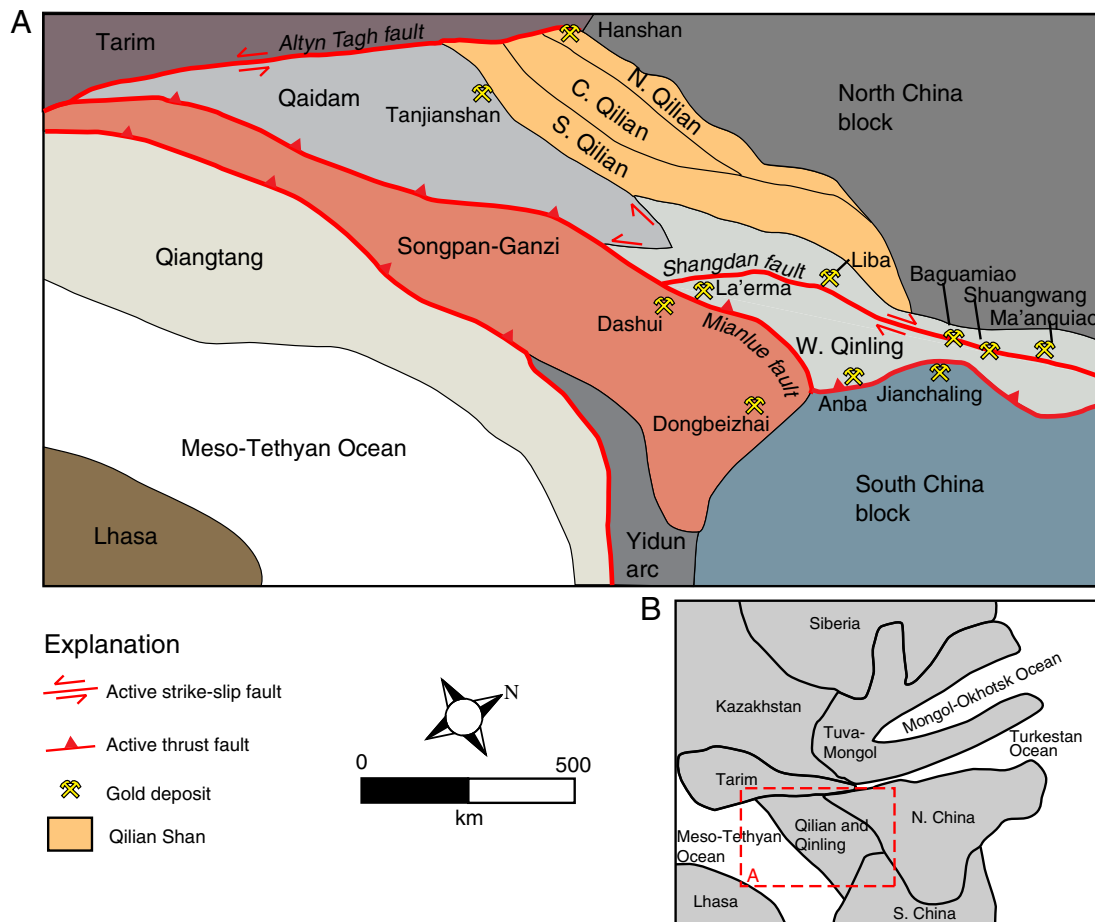 A
Tarim
Altyn Tagh fault
Hanshan
Qaidam
Tanjianshan
N. Qilian
C. Qilian
S. Qilian
North China
block
Qiangtang
Songpan-Ganzi
Shangdan fault
Liba
Baguamiao
Shuangwang
Ma'anquiao
La'erma
Dashui
Mianlue fault
W. Qinling
Anba
Jianchaling
Dongbeizhai
Meso-Tethyan Ocean
South China
block
Lhasa
Yidun
arc
Explanation
Active strike-slip fault
Active thrust fault
Gold deposit
Qilian Shan
N
0
500
km
B
Siberia
Kazakhstan
Mongol-Okhotsk Ocean
Tuva-
Mongol
Turkestan
Ocean
Tarim
N. China
Qilian and
Qinling
Meso-Tethyan
Ocean
A
Lhasa
S. China